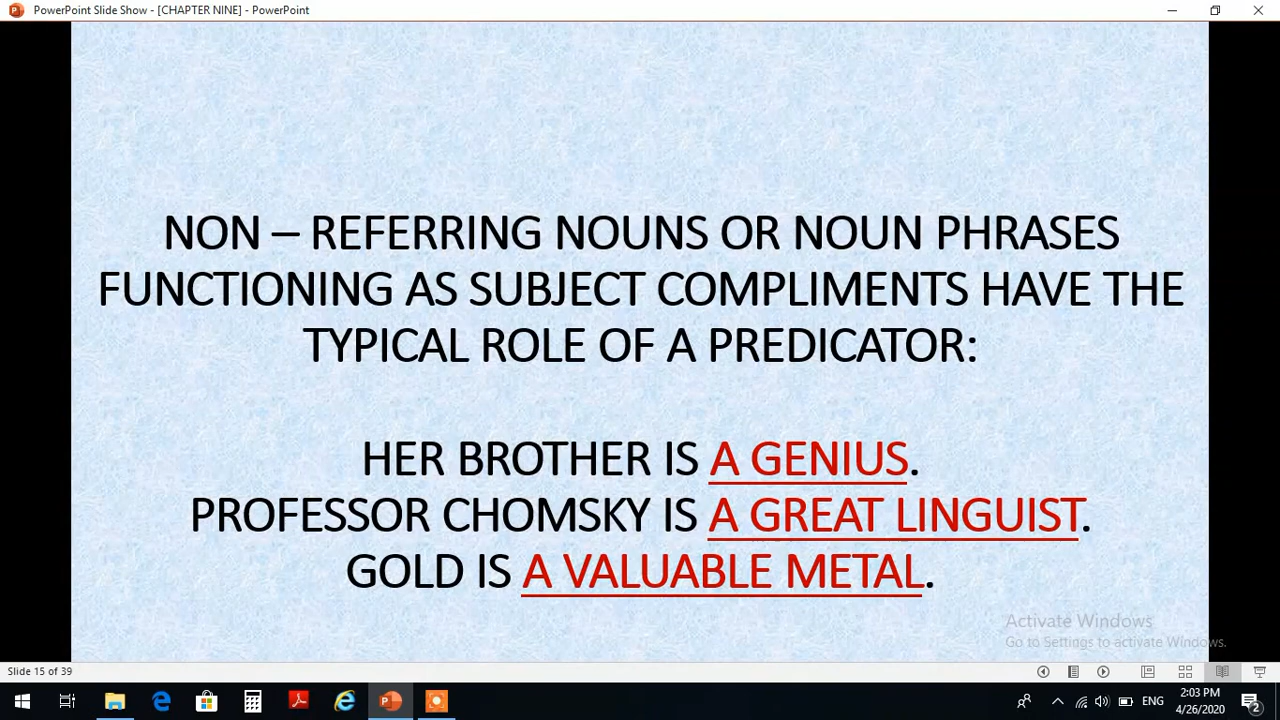 PowerPoint Slide Show - [CHAPTER NINE] - PowerPoint
NON – REFERRING NOUNS OR NOUN PHRASES
FUNCTIONING AS SUBJECT COMPLIMENTS HAVE THE
TYPICAL ROLE OF A PREDICATOR:
HER BROTHER IS A GENIUS.
PROFESSOR CHOMSKY IS A GREAT LINGUIST.
GOLD IS A VALUABLE METAL.
Activate Windows
Go to Settings to activate Windows.
Slide 15 of 39
ENG
2:03 PM
4/26/2020
2